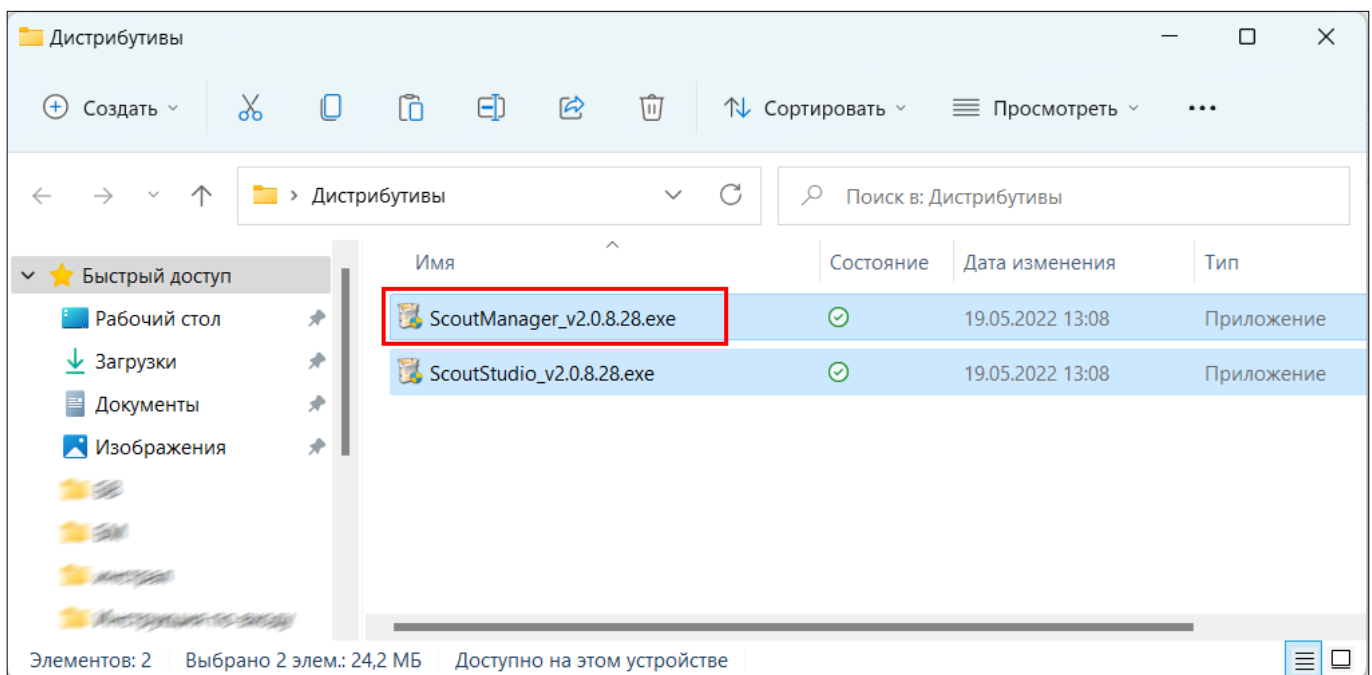 Дистрибутивы
Создать Сортировать Просмотреть
Дистрибутивы Поиск в: Дистрибутивы
Имя Состояние Дата изменения Тип
Быстрый доступ
Рабочий стол
Загрузки
Документы
Изображения
ScoutManager_v2.0.8.28.exe 19.05.2022 13:08 Приложение
ScoutStudio_v2.0.8.28.exe 19.05.2022 13:08 Приложение
Элементов: 2 Выбрано 2 элем.: 24,2 МБ Доступно на этом устройстве